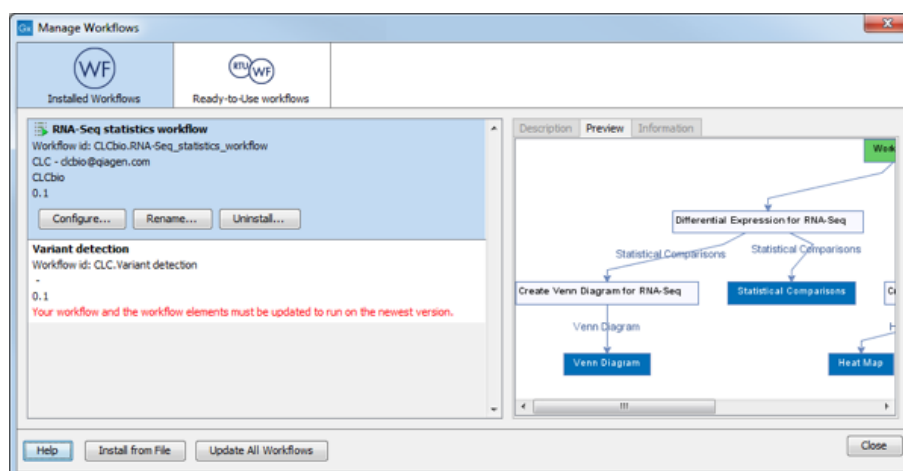 Gx Manage Workflows
WF
Installed Workflows
RTU WF
Ready-to-Use workflows
RNA-Seq statistics workflow
Workflow id: CLCbio.RNA-Seq_statistics_workflow
CLC - clcbio@qiagen.com
CLCbio
0.1
Configure...
Rename...
Uninstall...
Variant detection
Workflow id: CLC.Variant detection
-
0.1
Your workflow and the workflow elements must be updated to run on the newest version.
Description
Preview
Information
Work
Differential Expression for RNA-Seq
Statistical Comparisons
Statistical Comparisons
Create Venn Diagram for RNA-Seq
Statistical Comparisons
Venn Diagram
H
Venn Diagram
Heat Map
Help
Install from File
Update All Workflows
Close